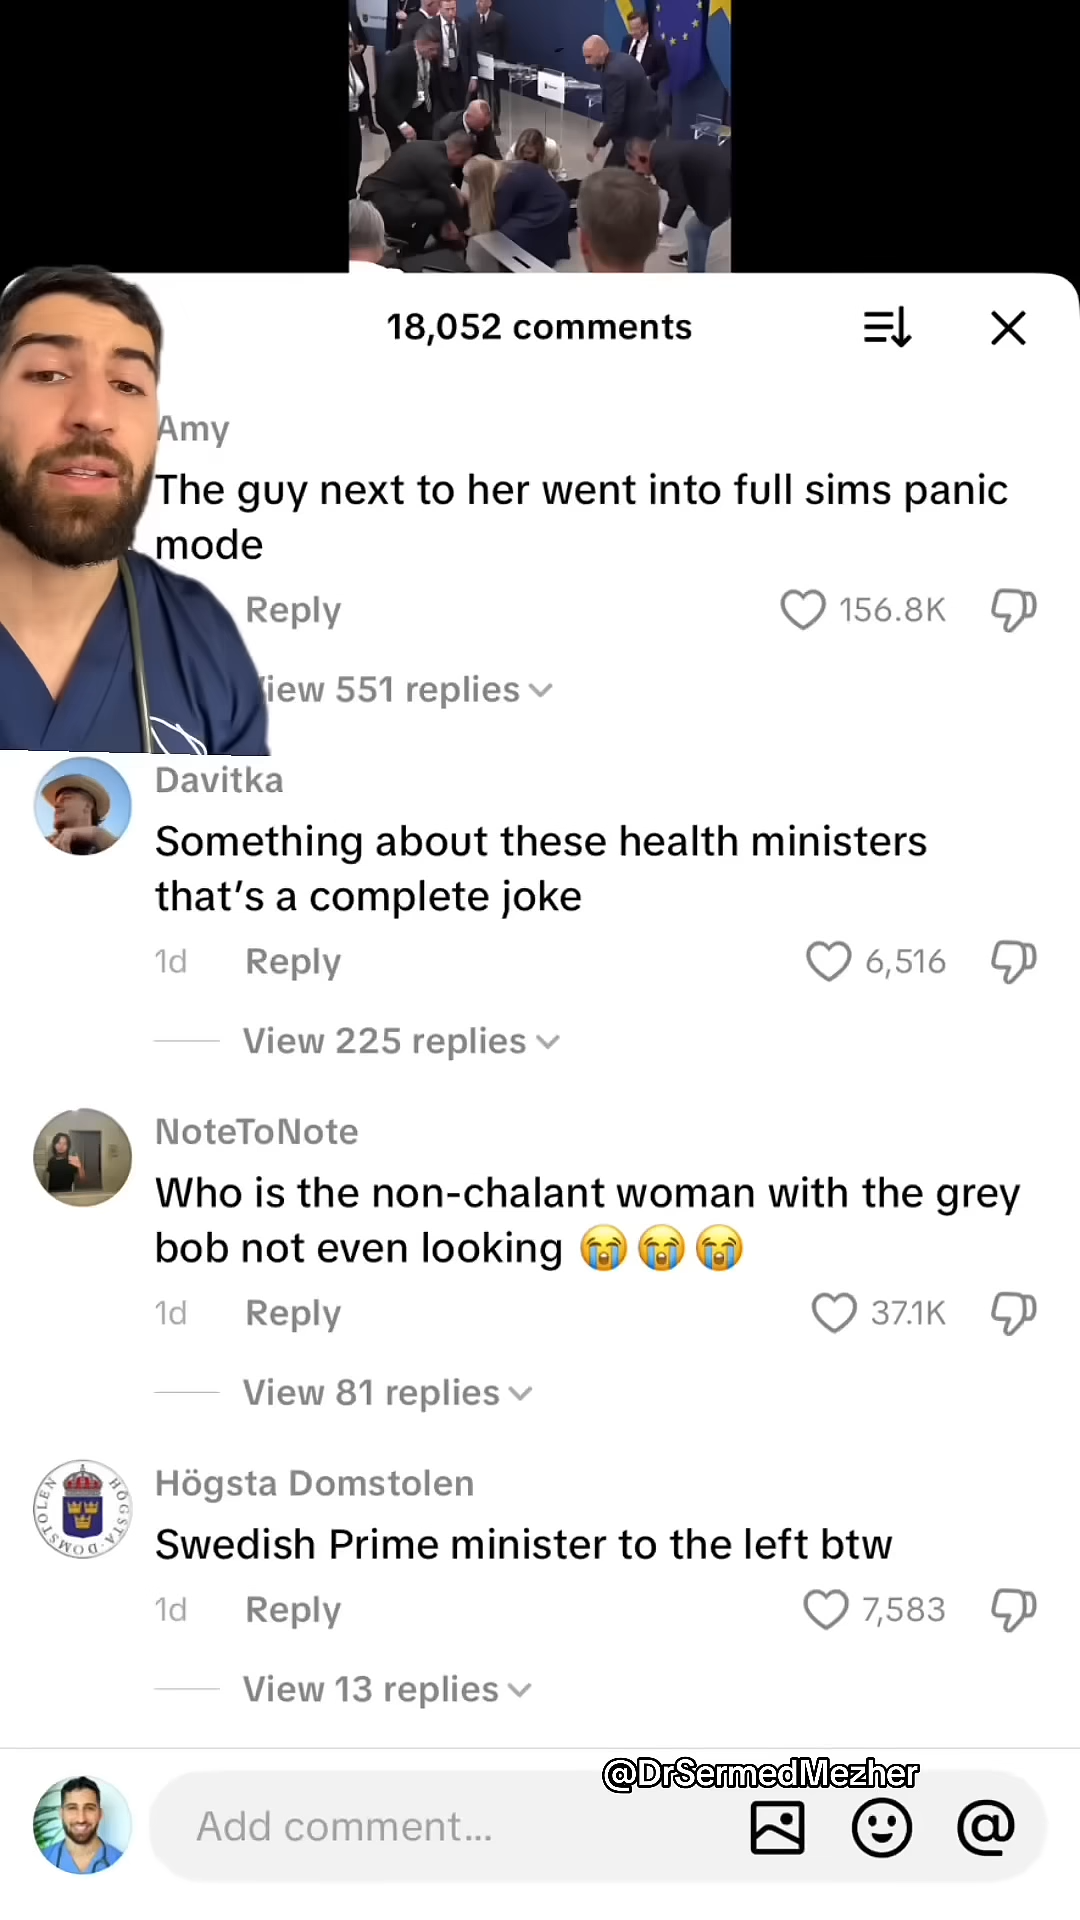 18,052 comments
Amy
The guy next to her went into full sims panic
mode
Reply
156.8K
iew 551 replies
Davitka
Something about these health ministers
that's a complete joke
1d Reply
6,516
View 225 replies
NoteToNote
Who is the non-chalant woman with the grey
bob not even looking 😭😭😭
1d Reply
37.1K
View 81 replies
HÖGSTA DOMSTOLEN
Högsta Domstolen
Swedish Prime minister to the left btw
1d Reply
7,583
View 13 replies
@DrSermedMezher
Add comment...